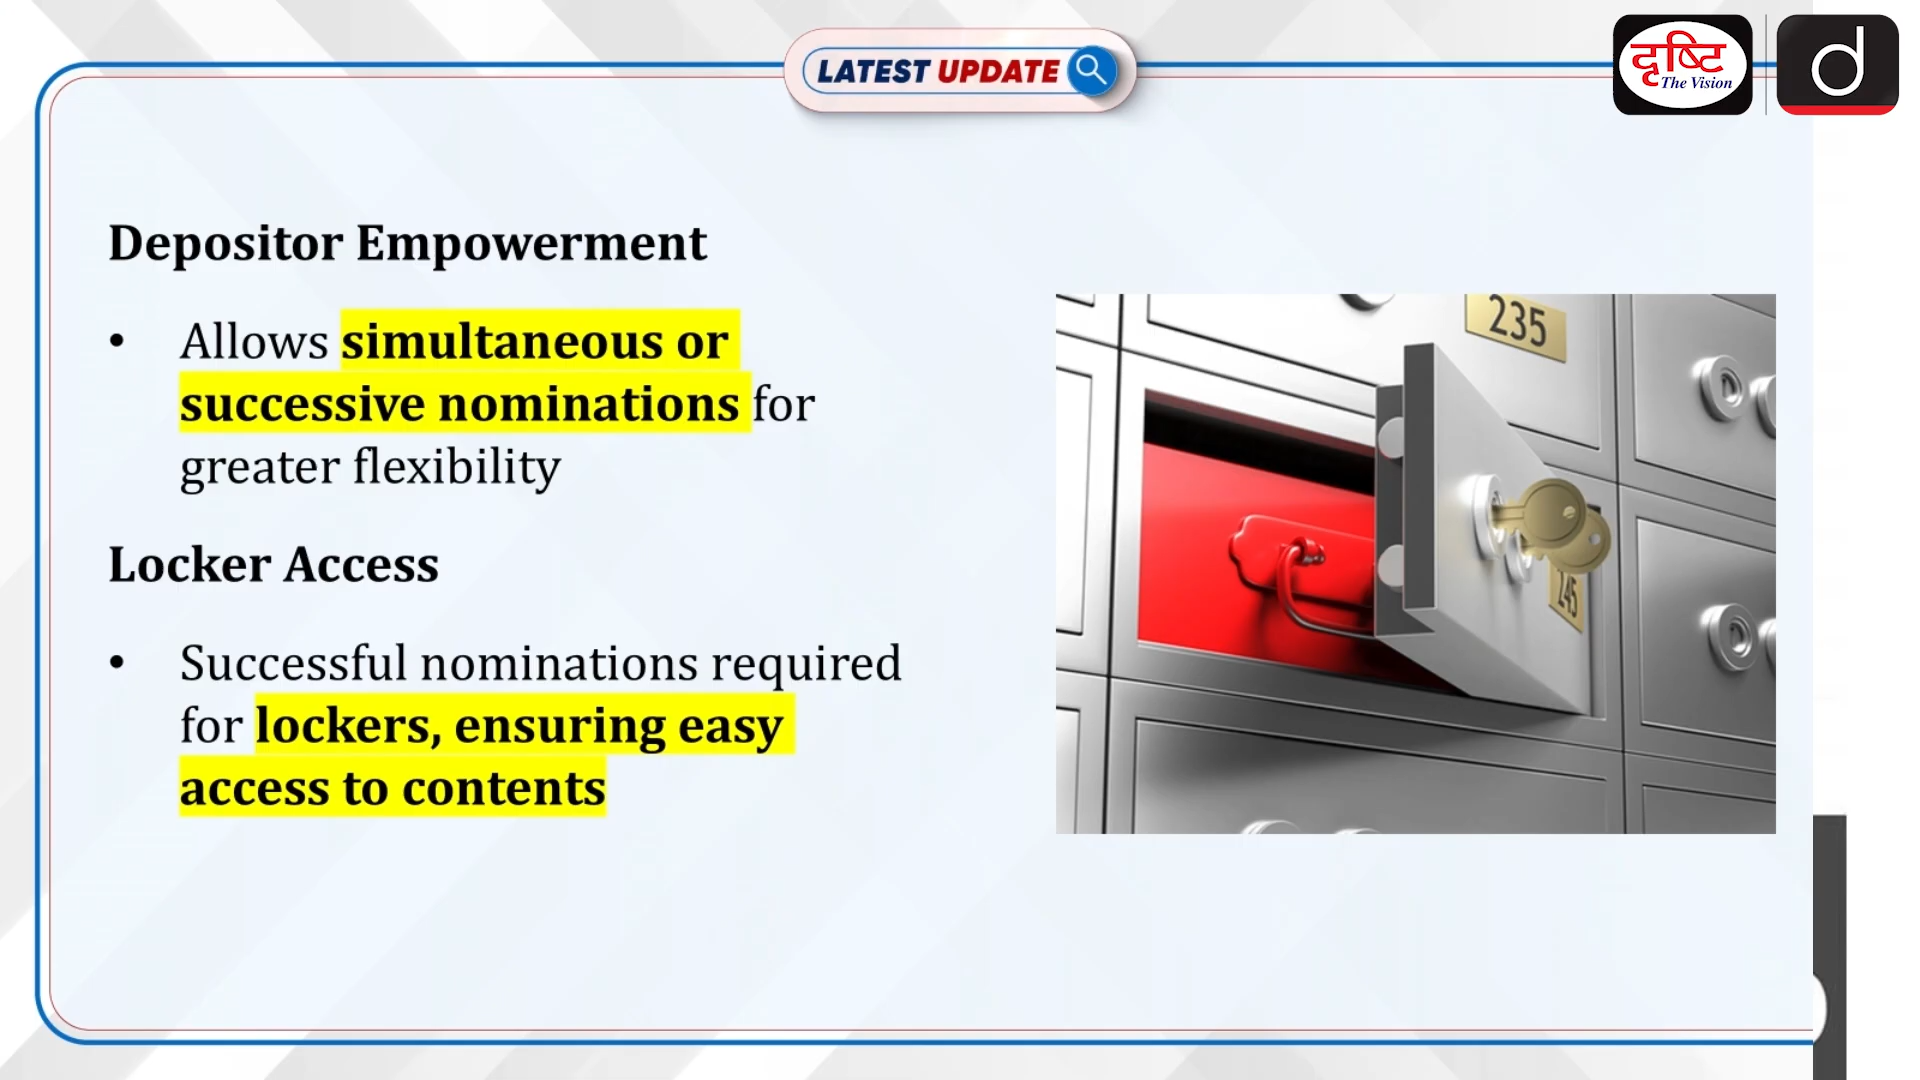 LATEST UPDATE
दृष्टि
The Vision
d
Depositor Empowerment
• Allows simultaneous or
successive nominations for
greater flexibility
Locker Access
• Successful nominations required
for lockers, ensuring easy
access to contents
235
245